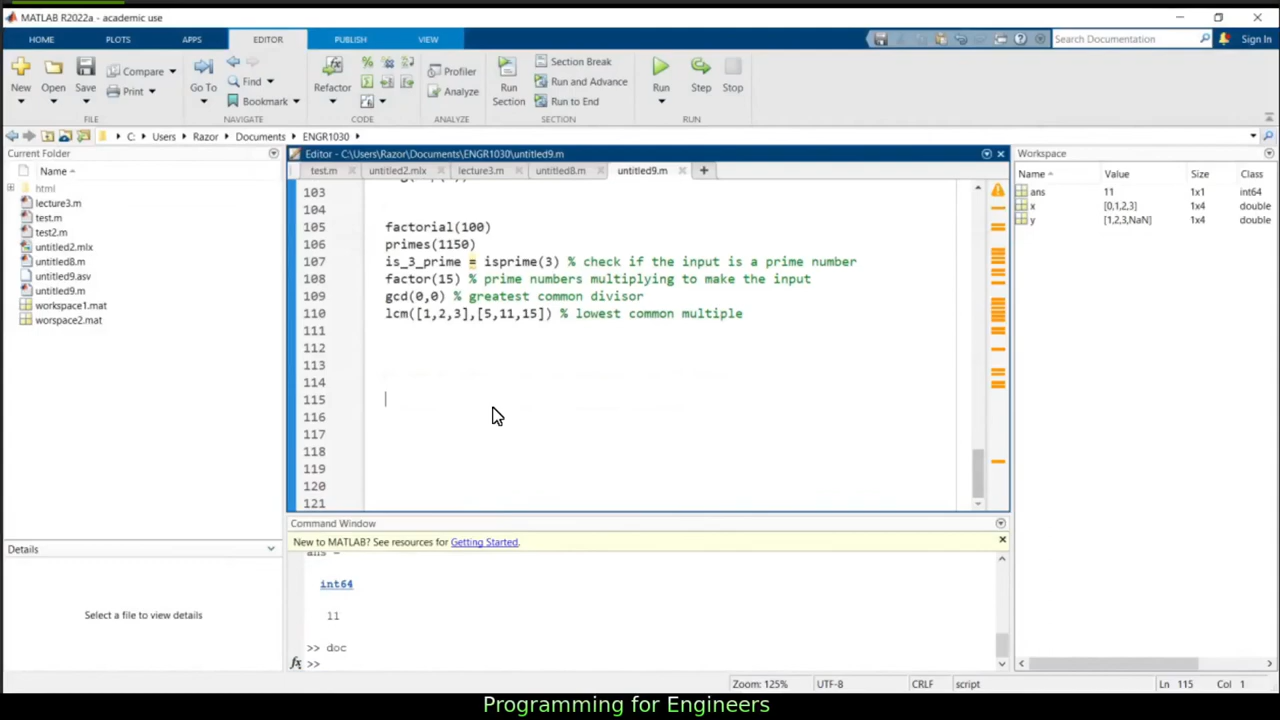 MATLAB R2022a - academic use
HOME PLOTS APPS EDITOR PUBLISH VIEW Search Documentation Sign In
New Open Save Compare Print Go To Find Bookmark Refactor Profiler Analyze Run Section Section Break Run and Advance Run to End Run Step Stop
FILE NAVIGATE CODE ANALYZE SECTION RUN
C: Users Razor Documents ENGR1030
Current Folder
Name
html
lecture3.m
test.m
test2.m
untitled2.mlx
untitled8.m
untitled9.asv
untitled9.m
workspace1.mat
worspace2.mat
Details
Select a file to view details
Editor - C:\Users\Razor\Documents\ENGR1030\untitled9.m
test.m untitled2.mlx lecture3.m untitled8.m untitled9.m
103
104
105 factorial(100)
106 primes(1150)
107 is_3_prime = isprime(3) % check if the input is a prime number
108 factor(15) % prime numbers multiplying to make the input
109 gcd(0,0) % greatest common divisor
110 lcm([1,2,3],[5,11,15]) % lowest common multiple
111
112
113
114
115
116
117
118
119
120
121
Command Window
New to MATLAB? See resources for Getting Started.
ans =
int64
11
>> doc
fx >>
Workspace
Name Value Size Class
ans 11 1x1 int64
x [0,1,2,3] 1x4 double
y [1,2,3,NaN] 1x4 double
Zoom: 125% UTF-8 CRLF script Ln 115 Col 1
Programming for Engineers